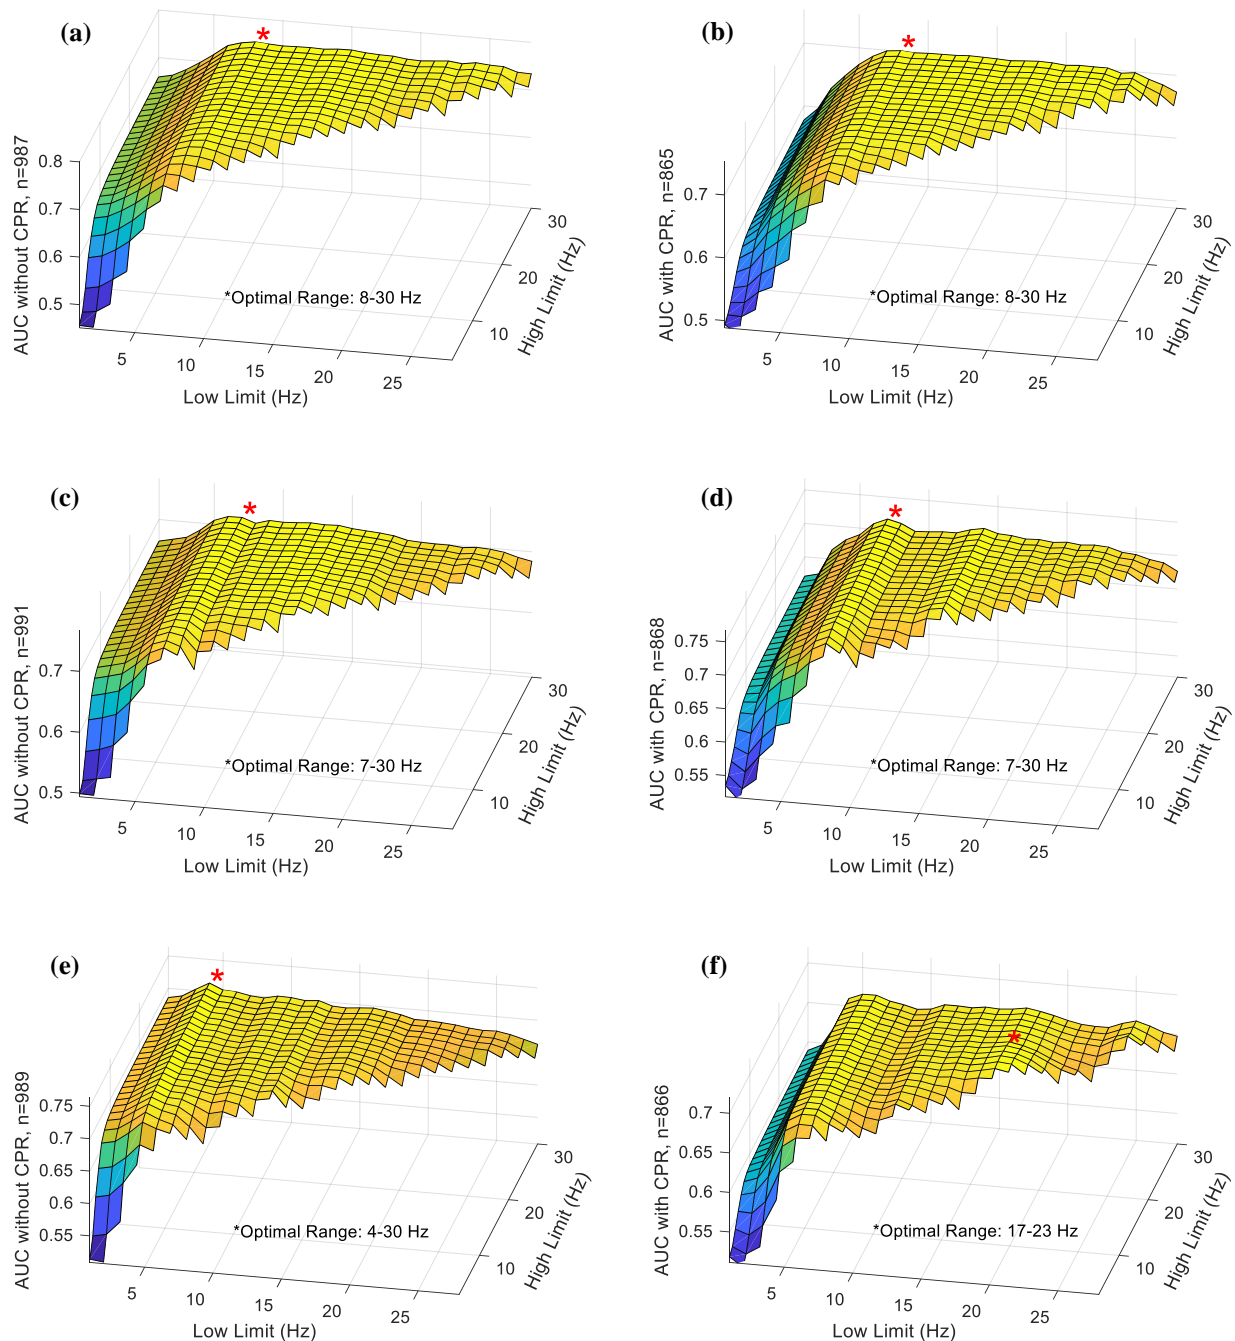 (a)
AUC without CPR, n=987
0.8
0.7
0.6
0.5
5
10
15
20
25
Low Limit (Hz)
10
20
30
High Limit (Hz)
*Optimal Range: 8-30 Hz
*
(b)
AUC with CPR, n=865
0.7
0.6
0.5
5
10
15
20
25
Low Limit (Hz)
10
20
30
High Limit (Hz)
*Optimal Range: 8-30 Hz
*
(c)
AUC without CPR, n=991
0.7
0.6
0.5
5
10
15
20
25
Low Limit (Hz)
10
20
30
High Limit (Hz)
*Optimal Range: 7-30 Hz
*
(d)
AUC with CPR, n=868
0.75
0.7
0.65
0.6
0.55
5
10
15
20
25
Low Limit (Hz)
10
20
30
High Limit (Hz)
*Optimal Range: 7-30 Hz
*
(e)
AUC without CPR, n=989
0.75
0.7
0.65
0.6
0.55
5
10
15
20
25
Low Limit (Hz)
10
20
30
High Limit (Hz)
*Optimal Range: 4-30 Hz
*
(f)
AUC with CPR, n=866
0.7
0.65
0.6
0.55
5
10
15
20
25
Low Limit (Hz)
10
20
30
High Limit (Hz)
*Optimal Range: 17-23 Hz
*